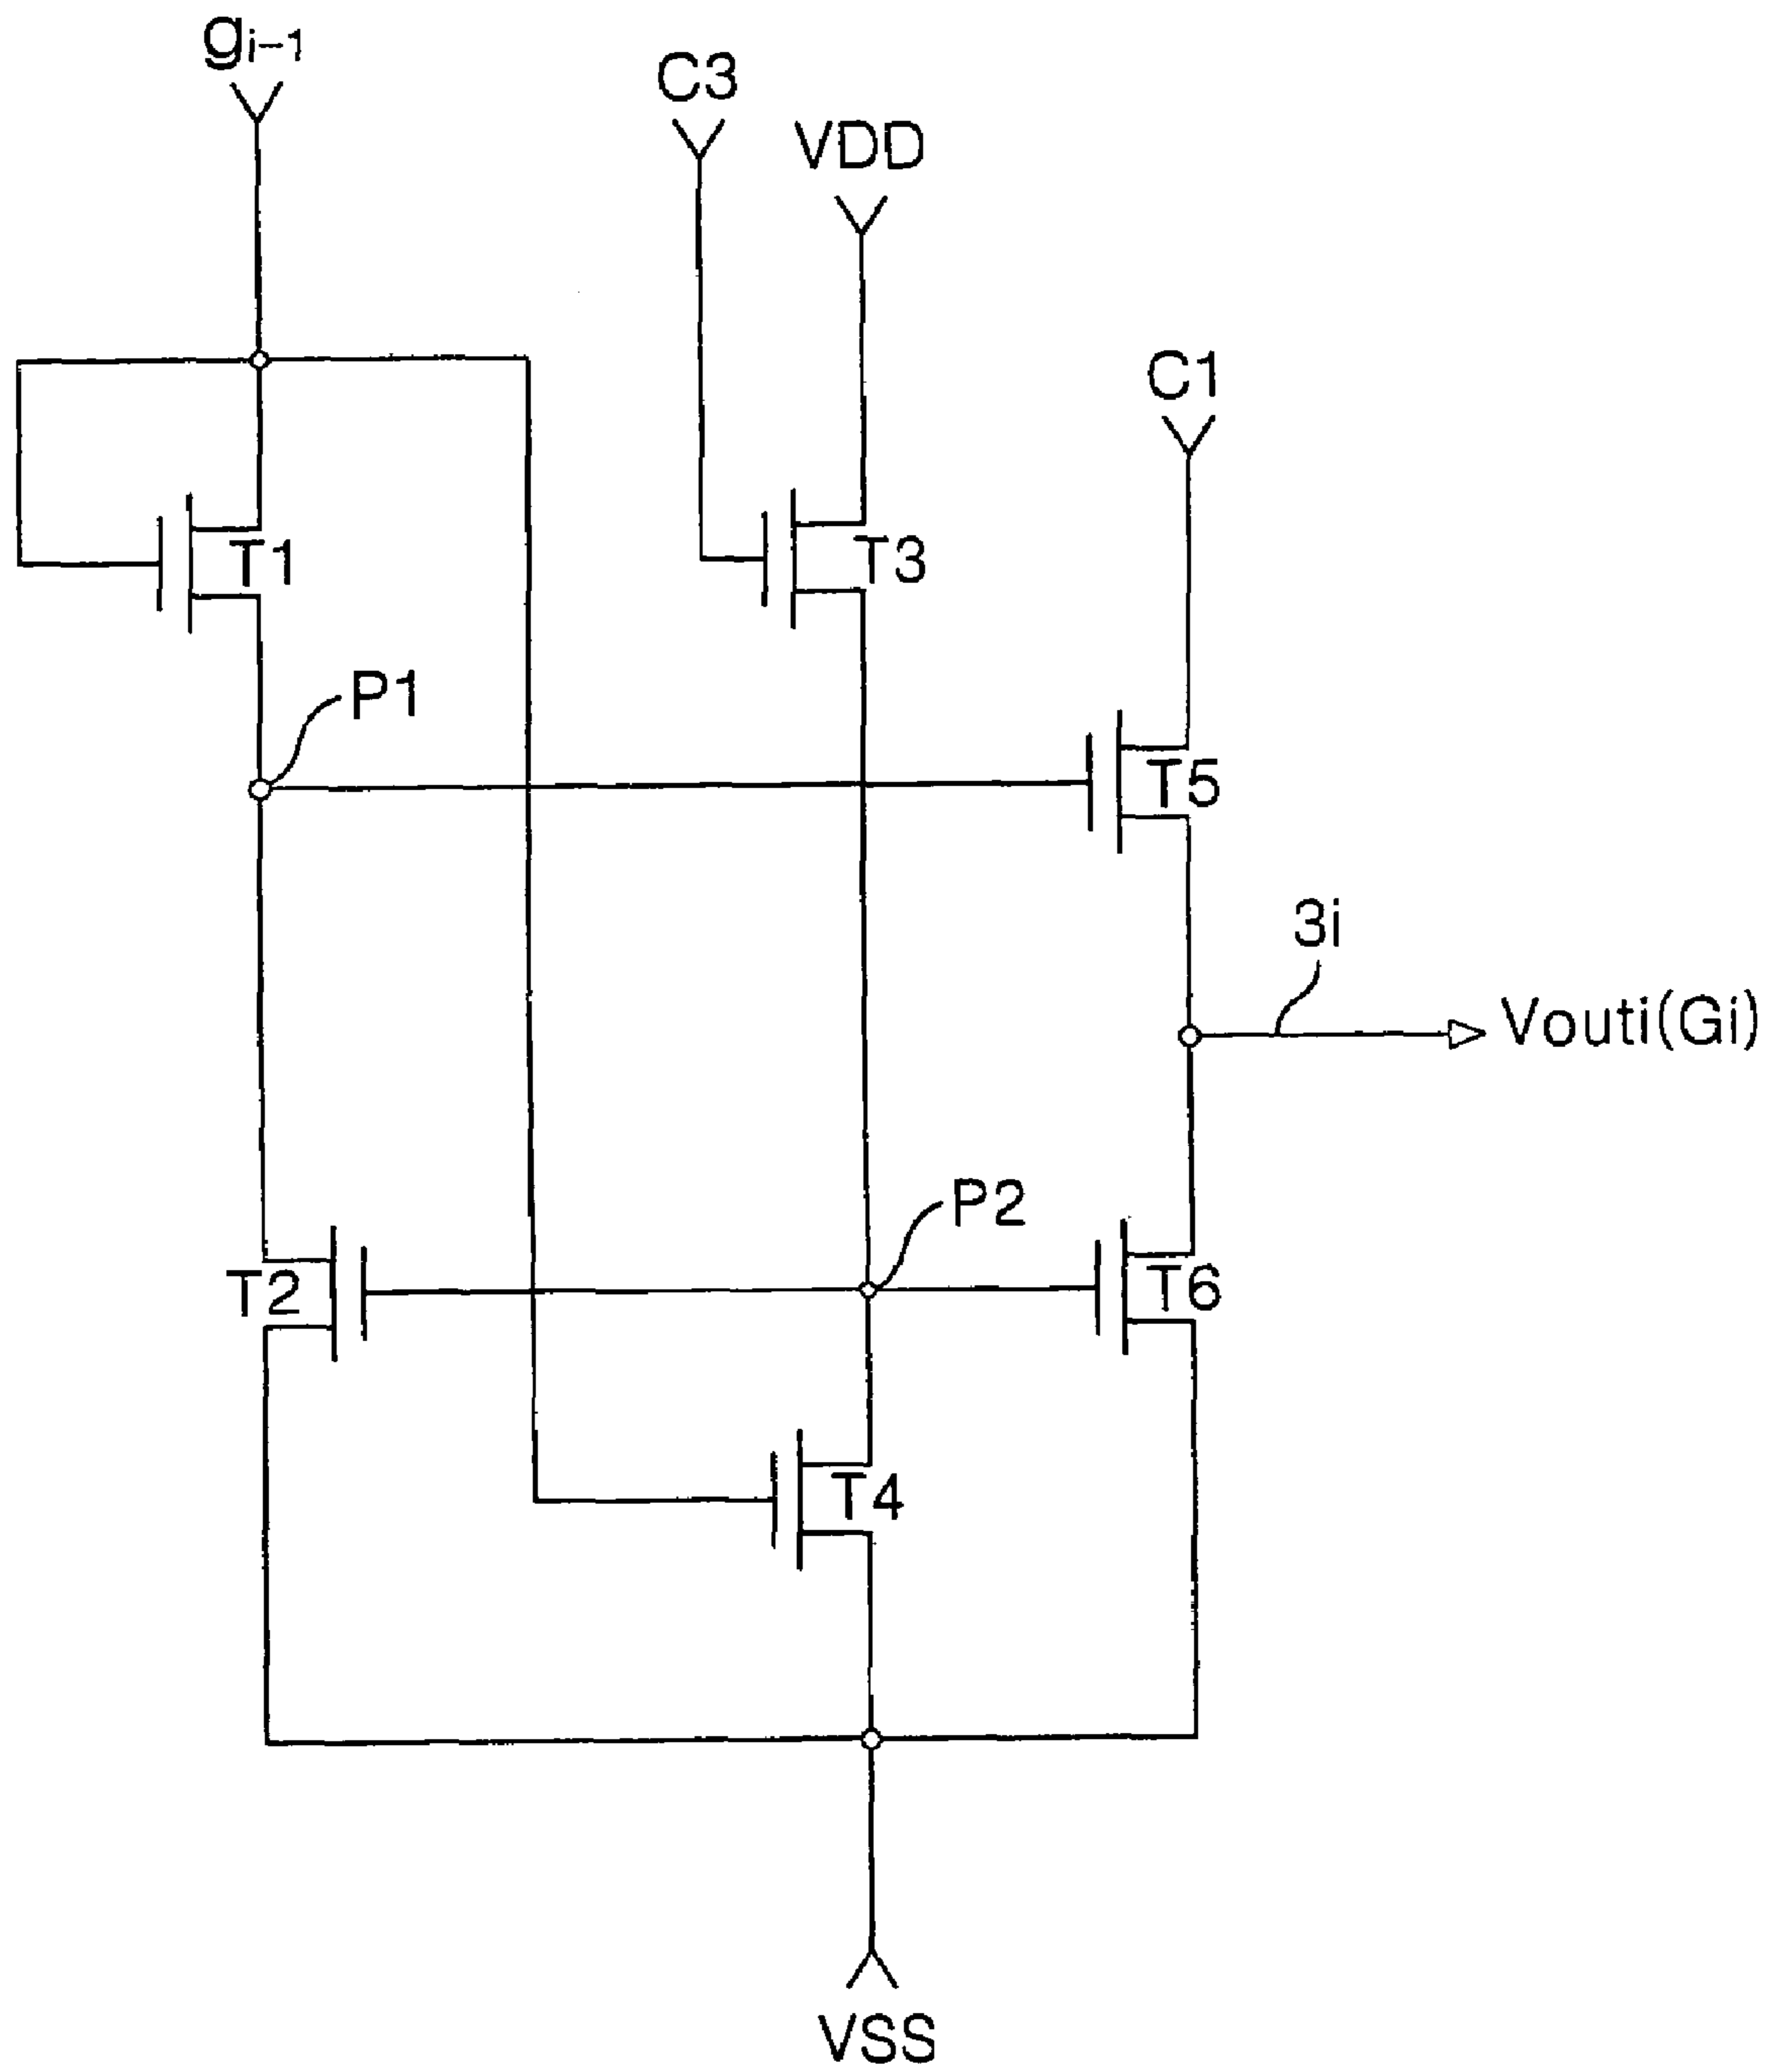 gi-1
C3
VDD
C1
T1
T3
P1
T5
3i
Vouti(Gi)
P2
T2
T6
T4
VSS